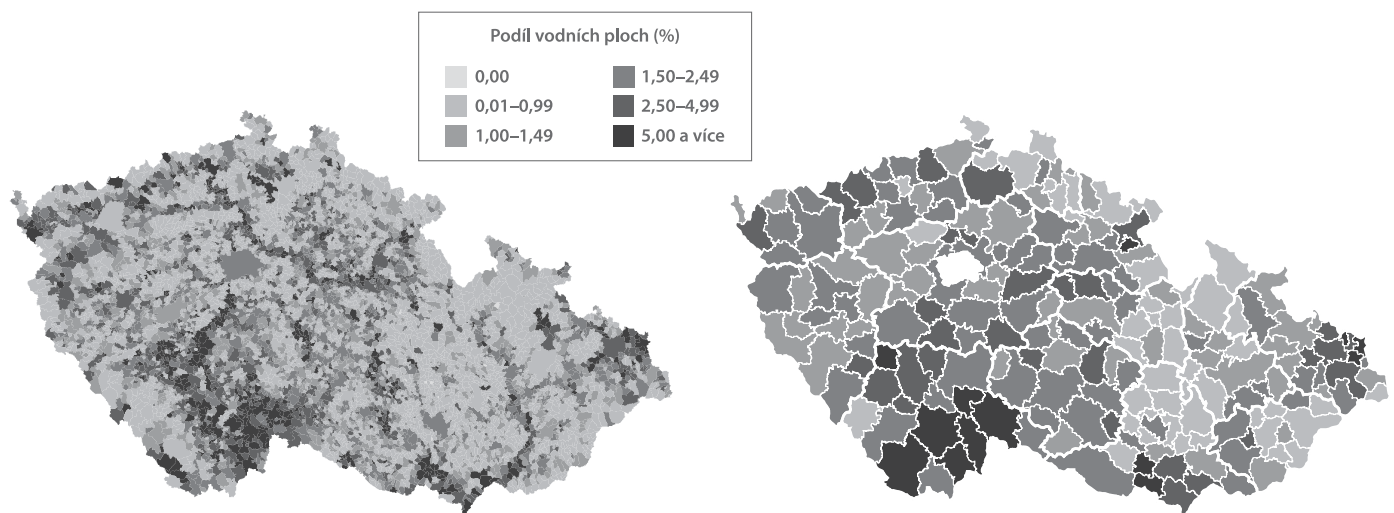 Podíl vodních ploch (%)
0,00
0,01–0,99
1,00–1,49
1,50–2,49
2,50–4,99
5,00 a více